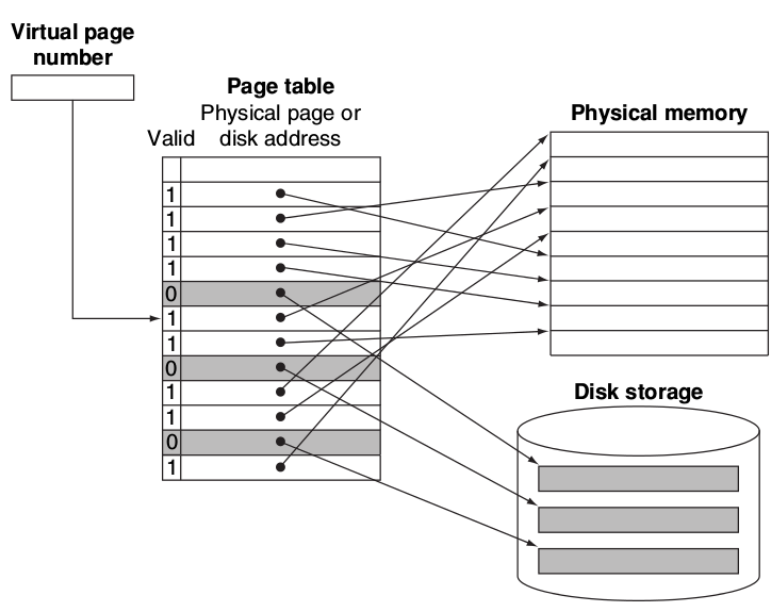 Virtual page
number
Page table
Physical page or
Valid disk address
Physical memory
1
1
1
1
0
1
1
0
1
1
0
1
Disk storage